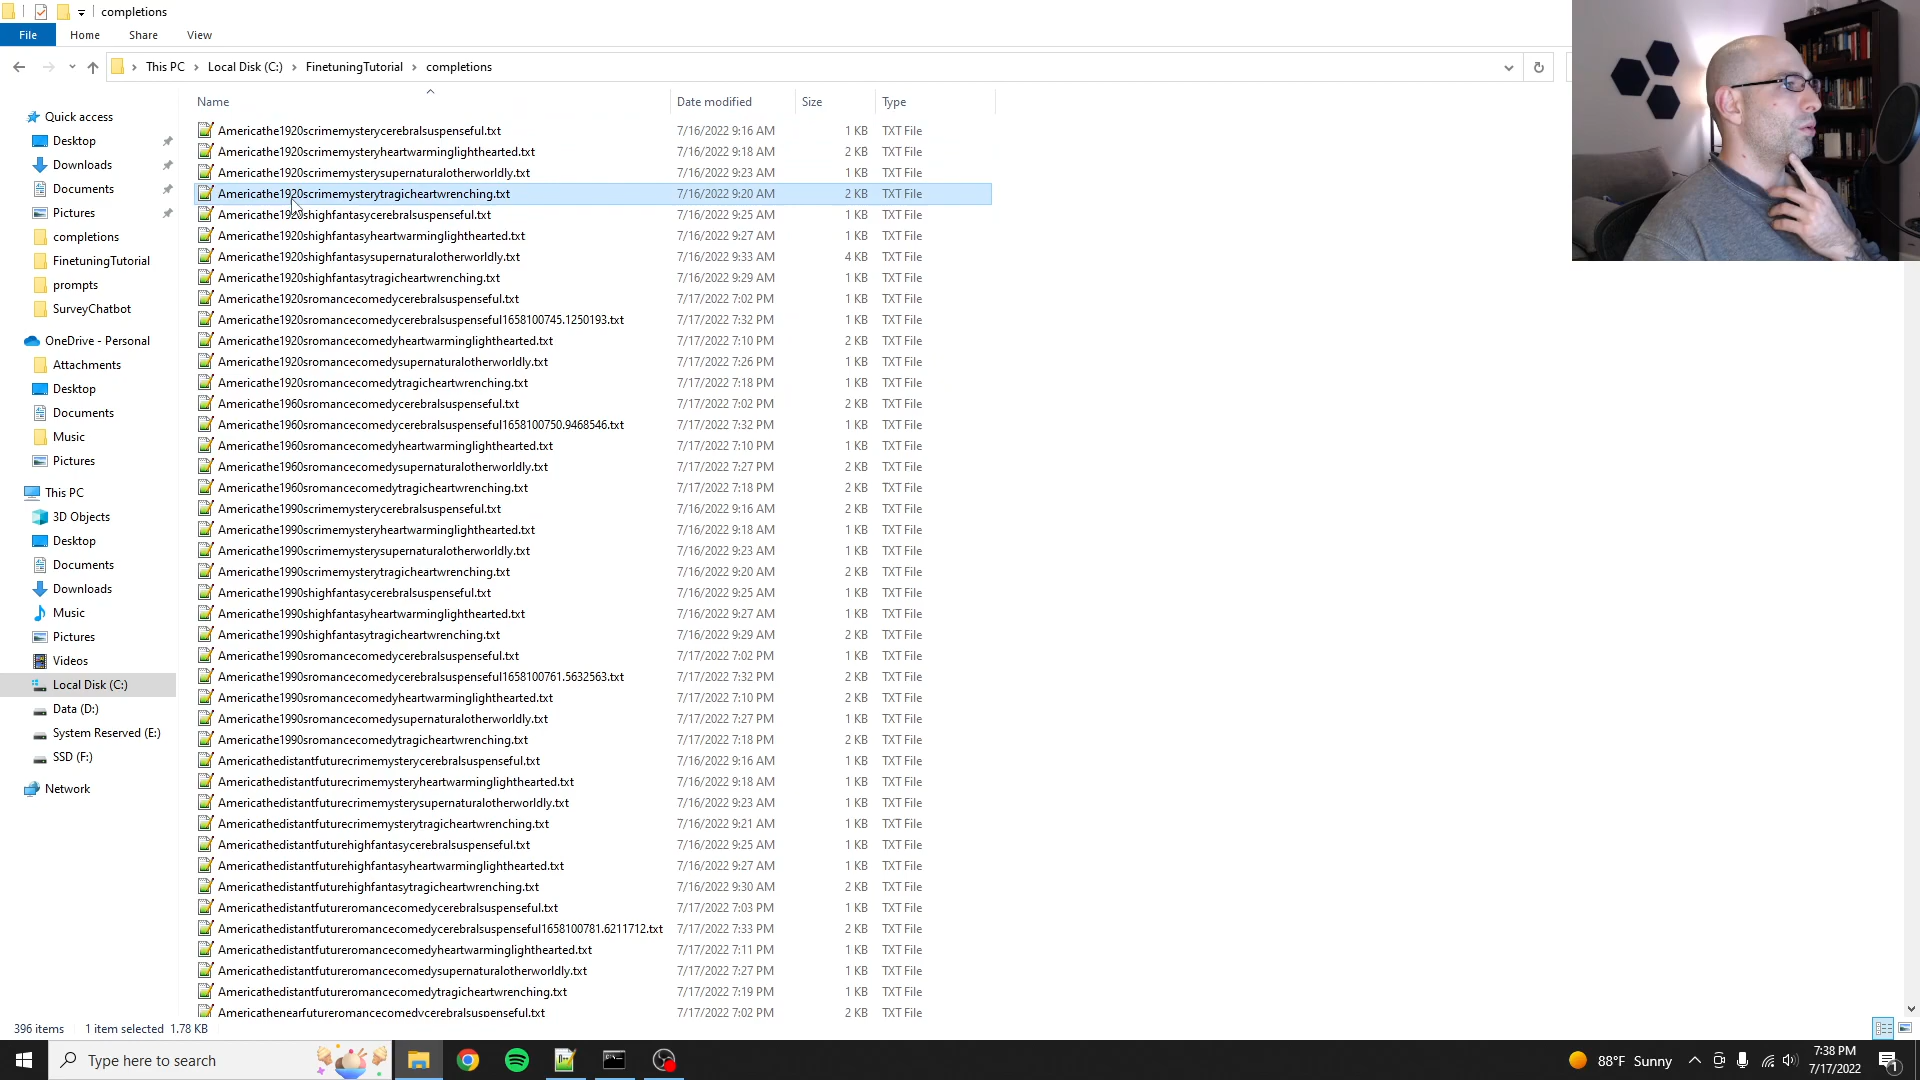 completions
File Home Share View
This PC Local Disk (C:) FinetuningTutorial completions
Name Date modified Size Type
Quick access
Desktop
Downloads
Documents
Pictures
completions
FinetuningTutorial
prompts
SurveyChatbot
OneDrive - Personal
Attachments
Desktop
Documents
Music
Pictures
This PC
3D Objects
Desktop
Documents
Downloads
Music
Pictures
Videos
Local Disk (C:)
Data (D:)
System Reserved (E:)
SSD (F:)
Network
Americathe1920scrimemysterycerebralsuspenseful.txt 7/16/2022 9:16 AM 1 KB TXT File
Americathe1920scrimemysteryheartwarminglighthearted.txt 7/16/2022 9:18 AM 2 KB TXT File
Americathe1920scrimemysterysupernaturalotherworldly.txt 7/16/2022 9:23 AM 1 KB TXT File
Americathe1920scrimemysterytragicheartwrenching.txt 7/16/2022 9:20 AM 2 KB TXT File
Americathe1920shighfantasycerebralsuspenseful.txt 7/16/2022 9:25 AM 1 KB TXT File
Americathe1920shighfantasyheartwarminglighthearted.txt 7/16/2022 9:27 AM 1 KB TXT File
Americathe1920shighfantasysupernaturalotherworldly.txt 7/16/2022 9:33 AM 4 KB TXT File
Americathe1920shighfantasytragicheartwrenching.txt 7/16/2022 9:29 AM 1 KB TXT File
Americathe1920sromancecomedycerebralsuspenseful.txt 7/17/2022 7:02 PM 1 KB TXT File
Americathe1920sromancecomedycerebralsuspenseful1658100745.1250193.txt 7/17/2022 7:32 PM 1 KB TXT File
Americathe1920sromancecomedyheartwarminglighthearted.txt 7/17/2022 7:10 PM 2 KB TXT File
Americathe1920sromancecomedysupernaturalotherworldly.txt 7/17/2022 7:26 PM 1 KB TXT File
Americathe1920sromancecomedytragicheartwrenching.txt 7/17/2022 7:18 PM 1 KB TXT File
Americathe1960sromancecomedycerebralsuspenseful.txt 7/17/2022 7:02 PM 2 KB TXT File
Americathe1960sromancecomedycerebralsuspenseful1658100750.9468546.txt 7/17/2022 7:32 PM 1 KB TXT File
Americathe1960sromancecomedyheartwarminglighthearted.txt 7/17/2022 7:10 PM 1 KB TXT File
Americathe1960sromancecomedysupernaturalotherworldly.txt 7/17/2022 7:27 PM 2 KB TXT File
Americathe1960sromancecomedytragicheartwrenching.txt 7/17/2022 7:18 PM 2 KB TXT File
Americathe1990scrimemysterycerebralsuspenseful.txt 7/16/2022 9:16 AM 2 KB TXT File
Americathe1990scrimemysteryheartwarminglighthearted.txt 7/16/2022 9:18 AM 1 KB TXT File
Americathe1990scrimemysterysupernaturalotherworldly.txt 7/16/2022 9:23 AM 1 KB TXT File
Americathe1990scrimemysterytragicheartwrenching.txt 7/16/2022 9:20 AM 2 KB TXT File
Americathe1990shighfantasycerebralsuspenseful.txt 7/16/2022 9:25 AM 1 KB TXT File
Americathe1990shighfantasyheartwarminglighthearted.txt 7/16/2022 9:27 AM 1 KB TXT File
Americathe1990shighfantasytragicheartwrenching.txt 7/16/2022 9:29 AM 2 KB TXT File
Americathe1990sromancecomedycerebralsuspenseful.txt 7/17/2022 7:02 PM 1 KB TXT File
Americathe1990sromancecomedycerebralsuspenseful1658100761.5632563.txt 7/17/2022 7:32 PM 2 KB TXT File
Americathe1990sromancecomedyheartwarminglighthearted.txt 7/17/2022 7:10 PM 2 KB TXT File
Americathe1990sromancecomedysupernaturalotherworldly.txt 7/17/2022 7:27 PM 1 KB TXT File
Americathe1990sromancecomedytragicheartwrenching.txt 7/17/2022 7:18 PM 2 KB TXT File
Americathedistantfuturecrimemysterycerebralsuspenseful.txt 7/16/2022 9:16 AM 1 KB TXT File
Americathedistantfuturecrimemysteryheartwarminglighthearted.txt 7/16/2022 9:18 AM 1 KB TXT File
Americathedistantfuturecrimemysterysupernaturalotherworldly.txt 7/16/2022 9:23 AM 1 KB TXT File
Americathedistantfuturecrimemysterytragicheartwrenching.txt 7/16/2022 9:21 AM 1 KB TXT File
Americathedistantfuturehighfantasycerebralsuspenseful.txt 7/16/2022 9:25 AM 1 KB TXT File
Americathedistantfuturehighfantasyheartwarminglighthearted.txt 7/16/2022 9:27 AM 1 KB TXT File
Americathedistantfuturehighfantasytragicheartwrenching.txt 7/16/2022 9:30 AM 2 KB TXT File
Americathedistantfutureromancecomedycerebralsuspenseful.txt 7/17/2022 7:03 PM 1 KB TXT File
Americathedistantfutureromancecomedycerebralsuspenseful1658100781.6211712.txt 7/17/2022 7:33 PM 2 KB TXT File
Americathedistantfutureromancecomedyheartwarminglighthearted.txt 7/17/2022 7:11 PM 1 KB TXT File
Americathedistantfutureromancecomedysupernaturalotherworldly.txt 7/17/2022 7:27 PM 1 KB TXT File
Americathedistantfutureromancecomedytragicheartwrenching.txt 7/17/2022 7:19 PM 1 KB TXT File
Americathenearfutureromancecomedycerebralsuspenseful.txt 7/17/2022 7:02 PM 2 KB TXT File
396 items 1 item selected 1.78 KB
Type here to search
88°F Sunny
7:38 PM
7/17/2022
1